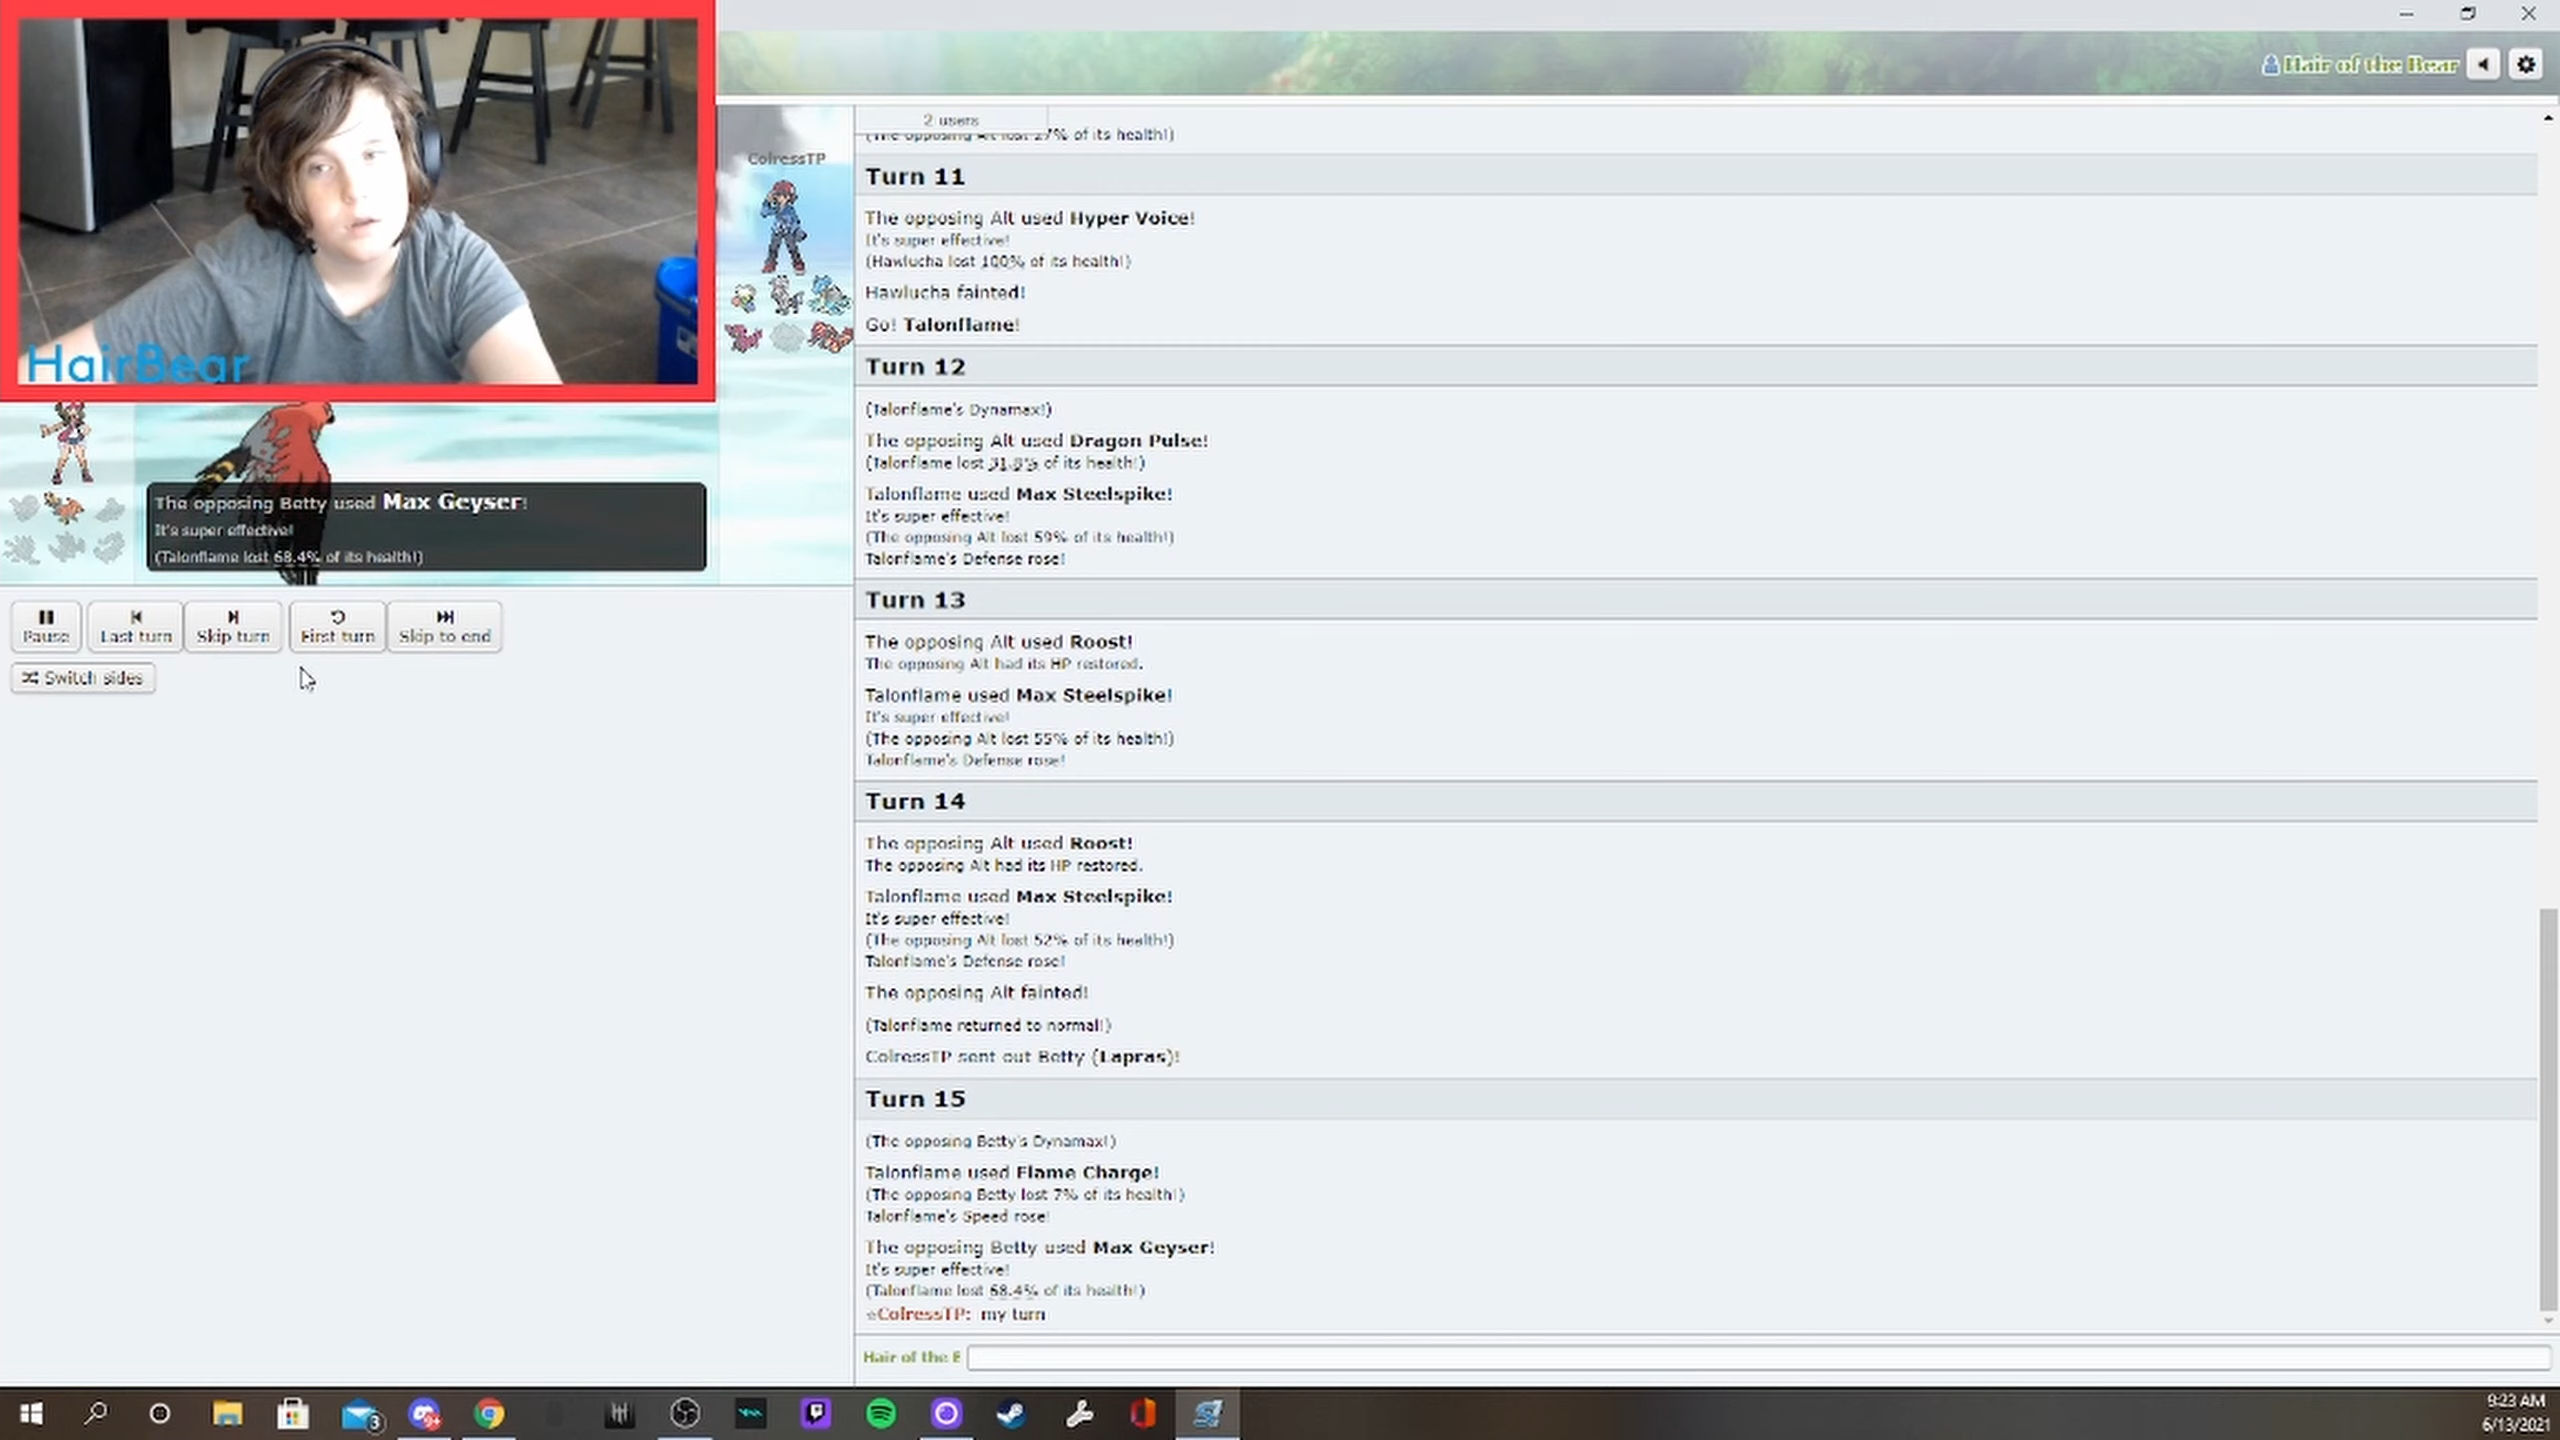 HairBear
Hair of the Bear
ColressTP
The opposing Betty used Max Geyser!
It's super effective!
(Talonflame lost 68.4% of its health!)
Pause
Last turn
Skip turn
First turn
Skip to end
Switch sides
2 users
(The opposing Alt lost 27% of its health!)
Turn 11
The opposing Alt used Hyper Voice!
It's super effective!
(Hawlucha lost 100% of its health!)
Hawlucha fainted!
Go! Talonflame!
Turn 12
(Talonflame's Dynamax!)
The opposing Alt used Dragon Pulse!
(Talonflame lost 31.8% of its health!)
Talonflame used Max Steelspike!
It's super effective!
(The opposing Alt lost 59% of its health!)
Talonflame's Defense rose!
Turn 13
The opposing Alt used Roost!
The opposing Alt had its HP restored.
Talonflame used Max Steelspike!
It's super effective!
(The opposing Alt lost 55% of its health!)
Talonflame's Defense rose!
Turn 14
The opposing Alt used Roost!
The opposing Alt had its HP restored.
Talonflame used Max Steelspike!
It's super effective!
(The opposing Alt lost 52% of its health!)
Talonflame's Defense rose!
The opposing Alt fainted!
(Talonflame returned to normal!)
ColressTP sent out Betty (Lapras)!
Turn 15
(The opposing Betty's Dynamax!)
Talonflame used Flame Charge!
(The opposing Betty lost 7% of its health!)
Talonflame's Speed rose!
The opposing Betty used Max Geyser!
It's super effective!
(Talonflame lost 68.4% of its health!)
☆ColressTP: my turn
Hair of the B
3
9+
9:23 AM
6/13/2021